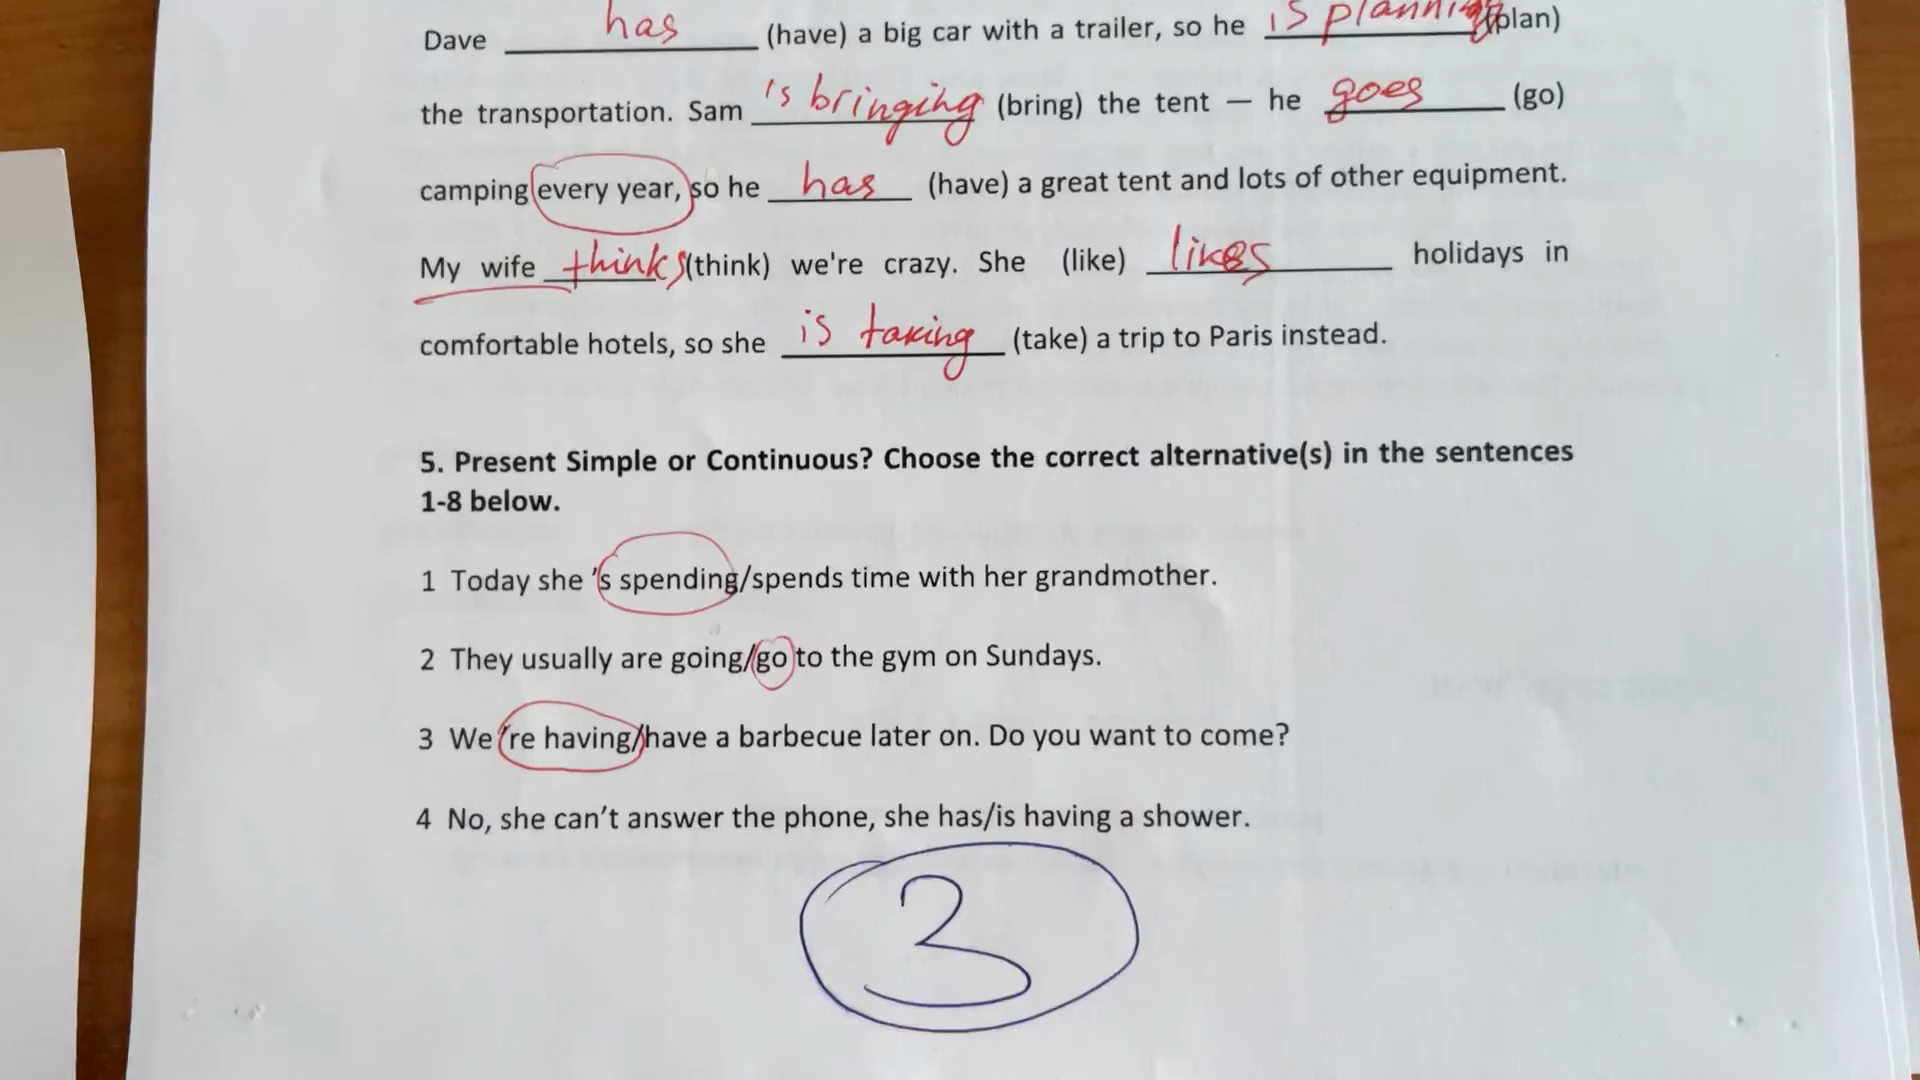 Dave has (have) a big car with a trailer, so he is planning (plan)
the transportation. Sam 's bringing (bring) the tent – he goes (go)
camping every year, so he has (have) a great tent and lots of other equipment.
My wife thinks (think) we're crazy. She (like) likes holidays in
comfortable hotels, so she is taking (take) a trip to Paris instead.
5. Present Simple or Continuous? Choose the correct alternative(s) in the sentences
1-8 below.
1 Today she 's spending/spends time with her grandmother.
2 They usually are going/go to the gym on Sundays.
3 We 're having/have a barbecue later on. Do you want to come?
4 No, she can't answer the phone, she has/is having a shower.
3